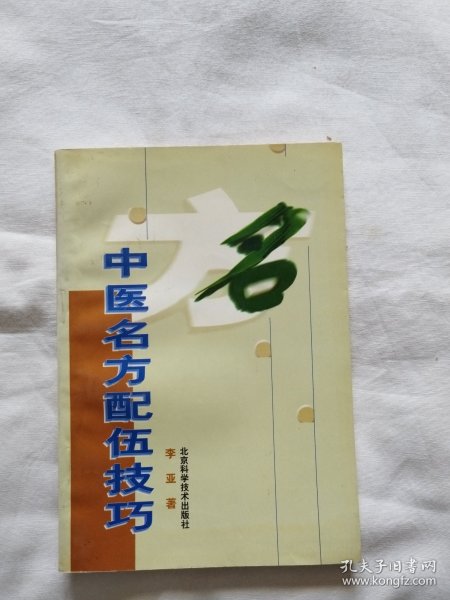 方
名
中医名方配伍技巧
李亚著
北京科学技术出版社
孔夫子旧书网
www.kongfz.com